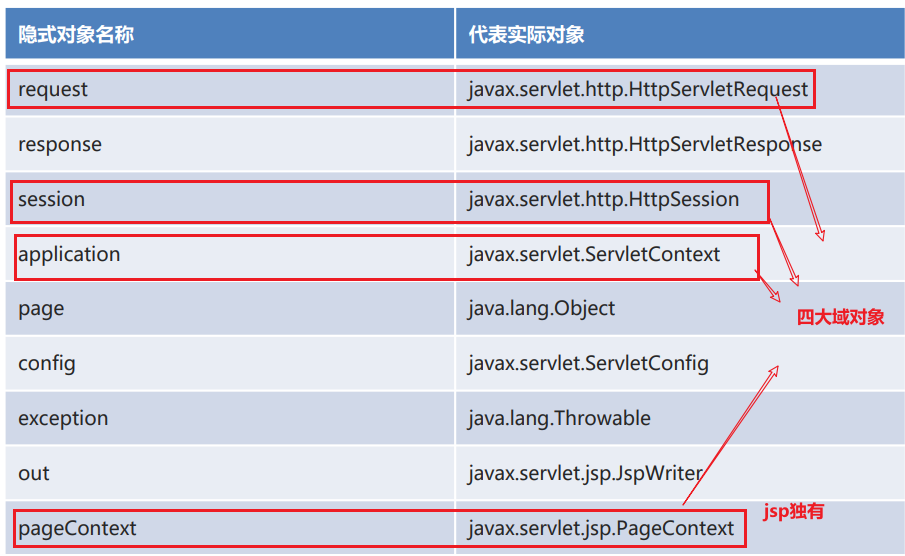 隐式对象名称 代表实际对象
request javax.servlet.http.HttpServletRequest
response javax.servlet.http.HttpServletResponse
session javax.servlet.http.HttpSession
application javax.servlet.ServletContext
page java.lang.Object
四大域对象
config javax.servlet.ServletConfig
exception java.lang.Throwable
out javax.servlet.jsp.JspWriter
jsp独有
pageContext javax.servlet.jsp.PageContext